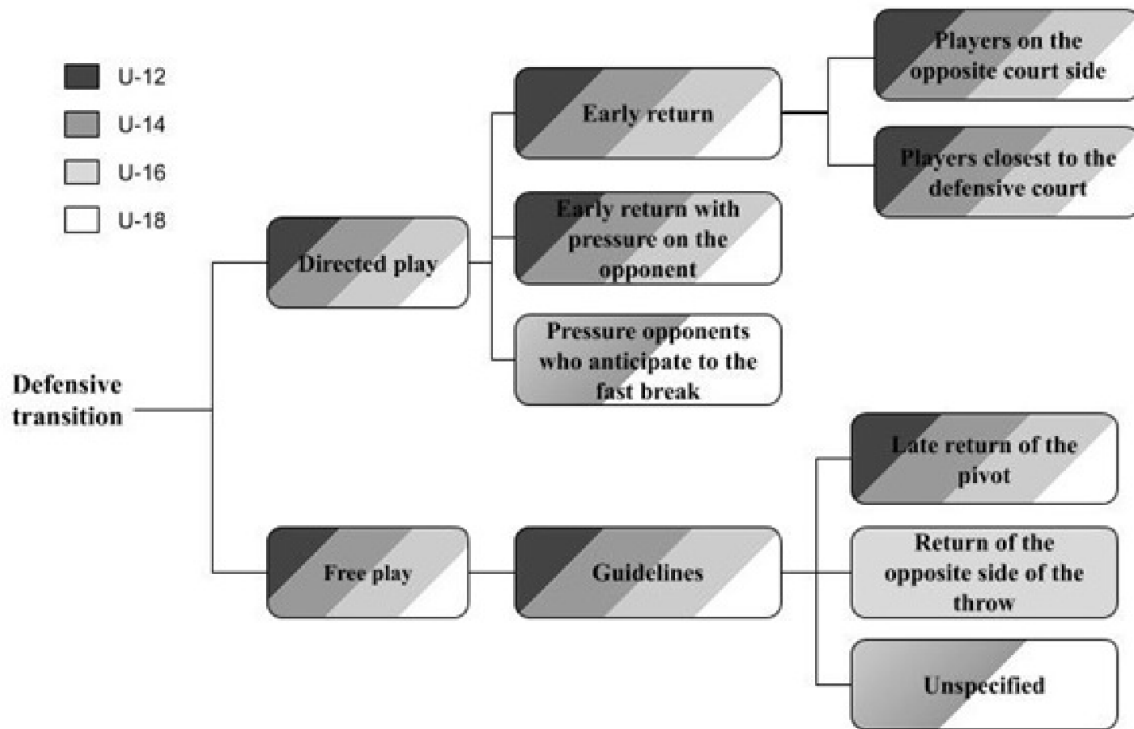 U-12
U-14
U-16
U-18
Defensive
transition
Directed play
Early return
Players on the
opposite court side
Players closest to the
defensive court
Early return with
pressure on the
opponent
Pressure opponents
who anticipate to the
fast break
Free play
Guidelines
Late return of the
pivot
Return of the
opposite side of the
throw
Unspecified